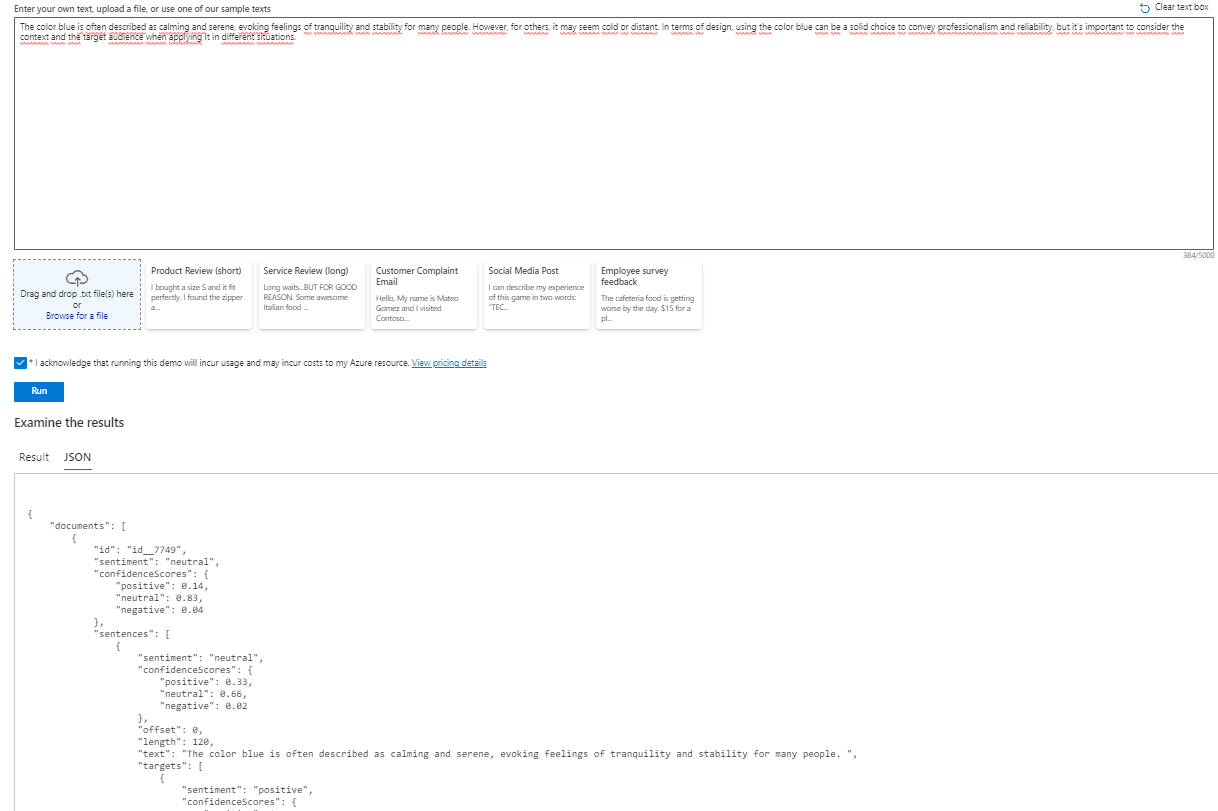 Enter your own text, upload a file, or use one of our sample texts
Clear text box
The color blue is often described as calming and serene, evoking feelings of tranquility and stability for many people. However, for others, it may seem cold or distant. In terms of design, using the color blue can be a solid choice to convey professionalism and reliability, but it's important to consider the
context and the target audience when applying it in different situations.
384/5000
Drag and drop .txt file(s) here
or
Browse for a file
Product Review (short)
I bought a size S and it fit
perfectly. I found the zipper
a...
Service Review (long)
Long waits...BUT FOR GOOD
REASON. Some awesome
Italian food ...
Customer Complaint
Email
Hello, My name is Mateo
Gomez and I visited
Contoso...
Social Media Post
I can describe my experience
of this game in two words:
'TEC...
Employee survey
feedback
The cafeteria food is getting
worse by the day. $15 for a
pl...
* I acknowledge that running this demo will incur usage and may incur costs to my Azure resource. View pricing details
Run
Examine the results
Result JSON
{
"documents": [
{
"id": "id__7749",
"sentiment": "neutral",
"confidenceScores": {
"positive": 0.14,
"neutral": 0.83,
"negative": 0.04
},
"sentences": [
{
"sentiment": "neutral",
"confidenceScores": {
"positive": 0.33,
"neutral": 0.66,
"negative": 0.02
},
"offset": 0,
"length": 120,
"text": "The color blue is often described as calming and serene, evoking feelings of tranquility and stability for many people. ",
"targets": [
{
"sentiment": "positive",
"confidenceScores": {